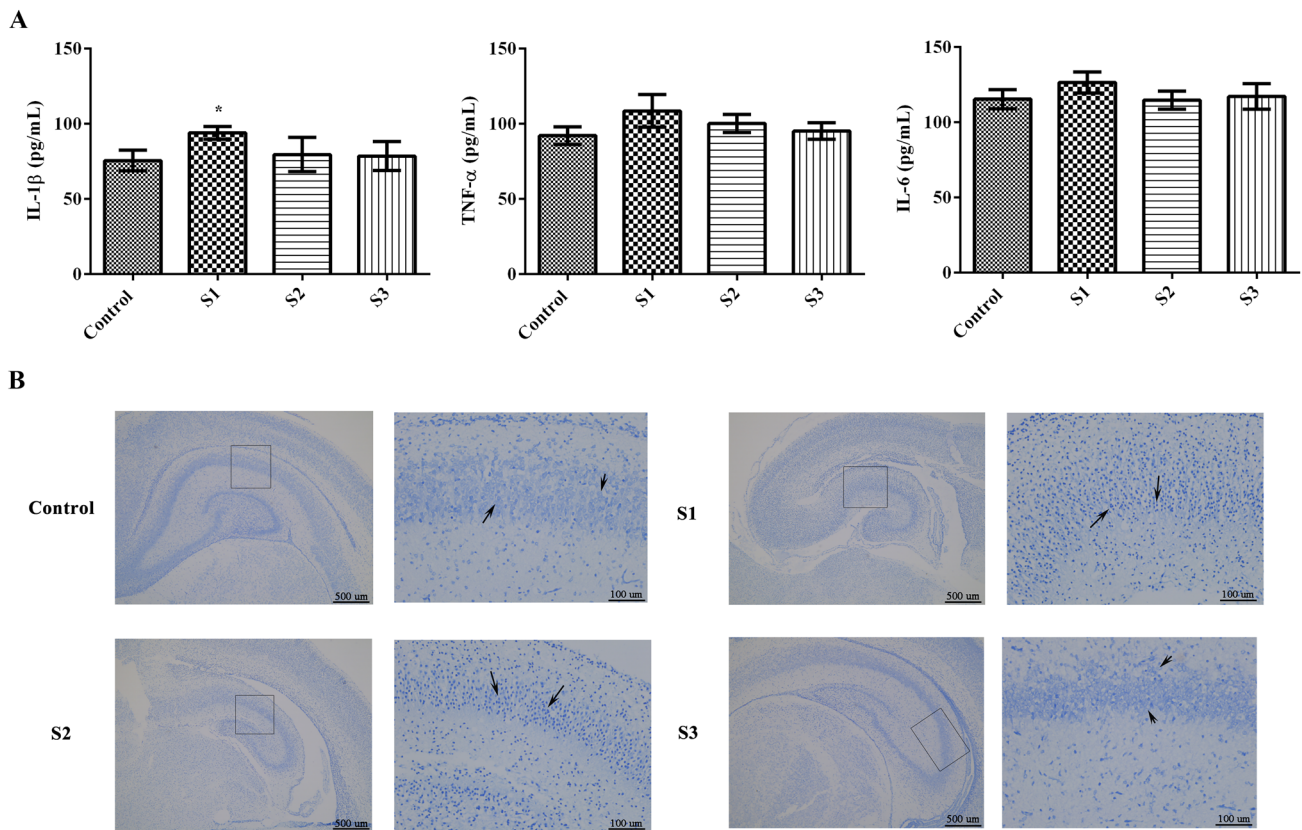 A
150
100
50
0
IL-1β (pg/mL)
*
Control
S1
S2
S3
150
100
50
0
TNF-α (pg/mL)
Control
S1
S2
S3
150
100
50
0
IL-6 (pg/mL)
Control
S1
S2
S3
B
Control
500 um
100 um
S1
500 um
100 um
S2
500 um
100 um
S3
500 um
100 um